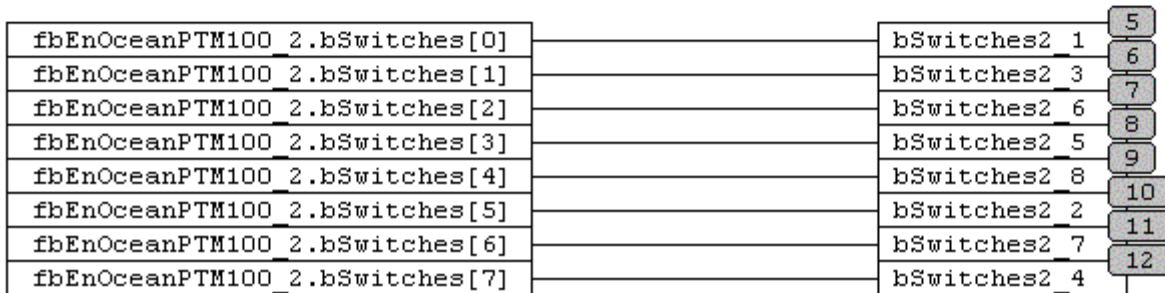 5
fbEnOceanPTM100_2.bSwitches[0] bSwitches2_1
6
fbEnOceanPTM100_2.bSwitches[1] bSwitches2_3
7
fbEnOceanPTM100_2.bSwitches[2] bSwitches2_6
8
fbEnOceanPTM100_2.bSwitches[3] bSwitches2_5
9
fbEnOceanPTM100_2.bSwitches[4] bSwitches2_8
10
fbEnOceanPTM100_2.bSwitches[5] bSwitches2_2
11
fbEnOceanPTM100_2.bSwitches[6] bSwitches2_7
12
fbEnOceanPTM100_2.bSwitches[7] bSwitches2_4